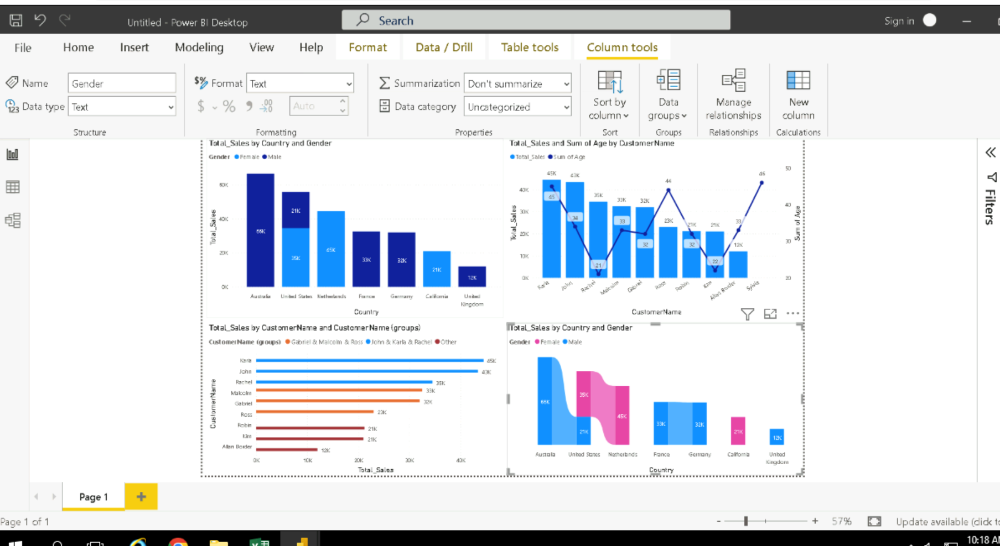 Untitled - Power BI Desktop
Search
Sign in
File Home Insert Modeling View Help Format Data / Drill Table tools Column tools
Name Gender
$% Format Text
Summarization Don't summarize
Data type Text
$ % Auto
Data category Uncategorized
Sort by column
Data groups
Manage relationships
New column
Structure Formatting Properties Sort Groups Relationships Calculations
Total_Sales by Country and Gender
Gender Female Male
60K
40K
20K
0K
Total_Sales
66K
21K
35K
45K
33K
32K
21K
12K
Australia United States Netherlands France Germany California United Kingdom
Country
Total_Sales and Sum of Age by CustomerName
Total_Sales Sum of Age
40K
30K
20K
10K
0K
Total_Sales
45K 43K 35K 33K 32K 23K 21K 21K 12K
45 34 21 33 32 44 32 22 33 46
50
40
30
20
Sum of Age
Karla John Rachel Malcolm Gabriel Ross Robin Kim Allan Border Sylvia
CustomerName
Filters
Total_Sales by CustomerName and CustomerName (groups)
CustomerName (groups) Gabriel & Malcolm & Ross John & Karla & Rachel Other
CustomerName
Karla 45K
John 43K
Rachel 35K
Malcolm 33K
Gabriel 32K
Ross 23K
Robin 21K
Kim 21K
Allan Border 12K
0K 10K 20K 30K 40K
Total_Sales
Total_Sales by Country and Gender
Gender Female Male
66K
35K
21K
45K
33K
32K
21K
12K
Australia United States Netherlands France Germany California United Kingdom
Country
Page 1
+
Page 1 of 1
- + 57%
Update available (click
10:18